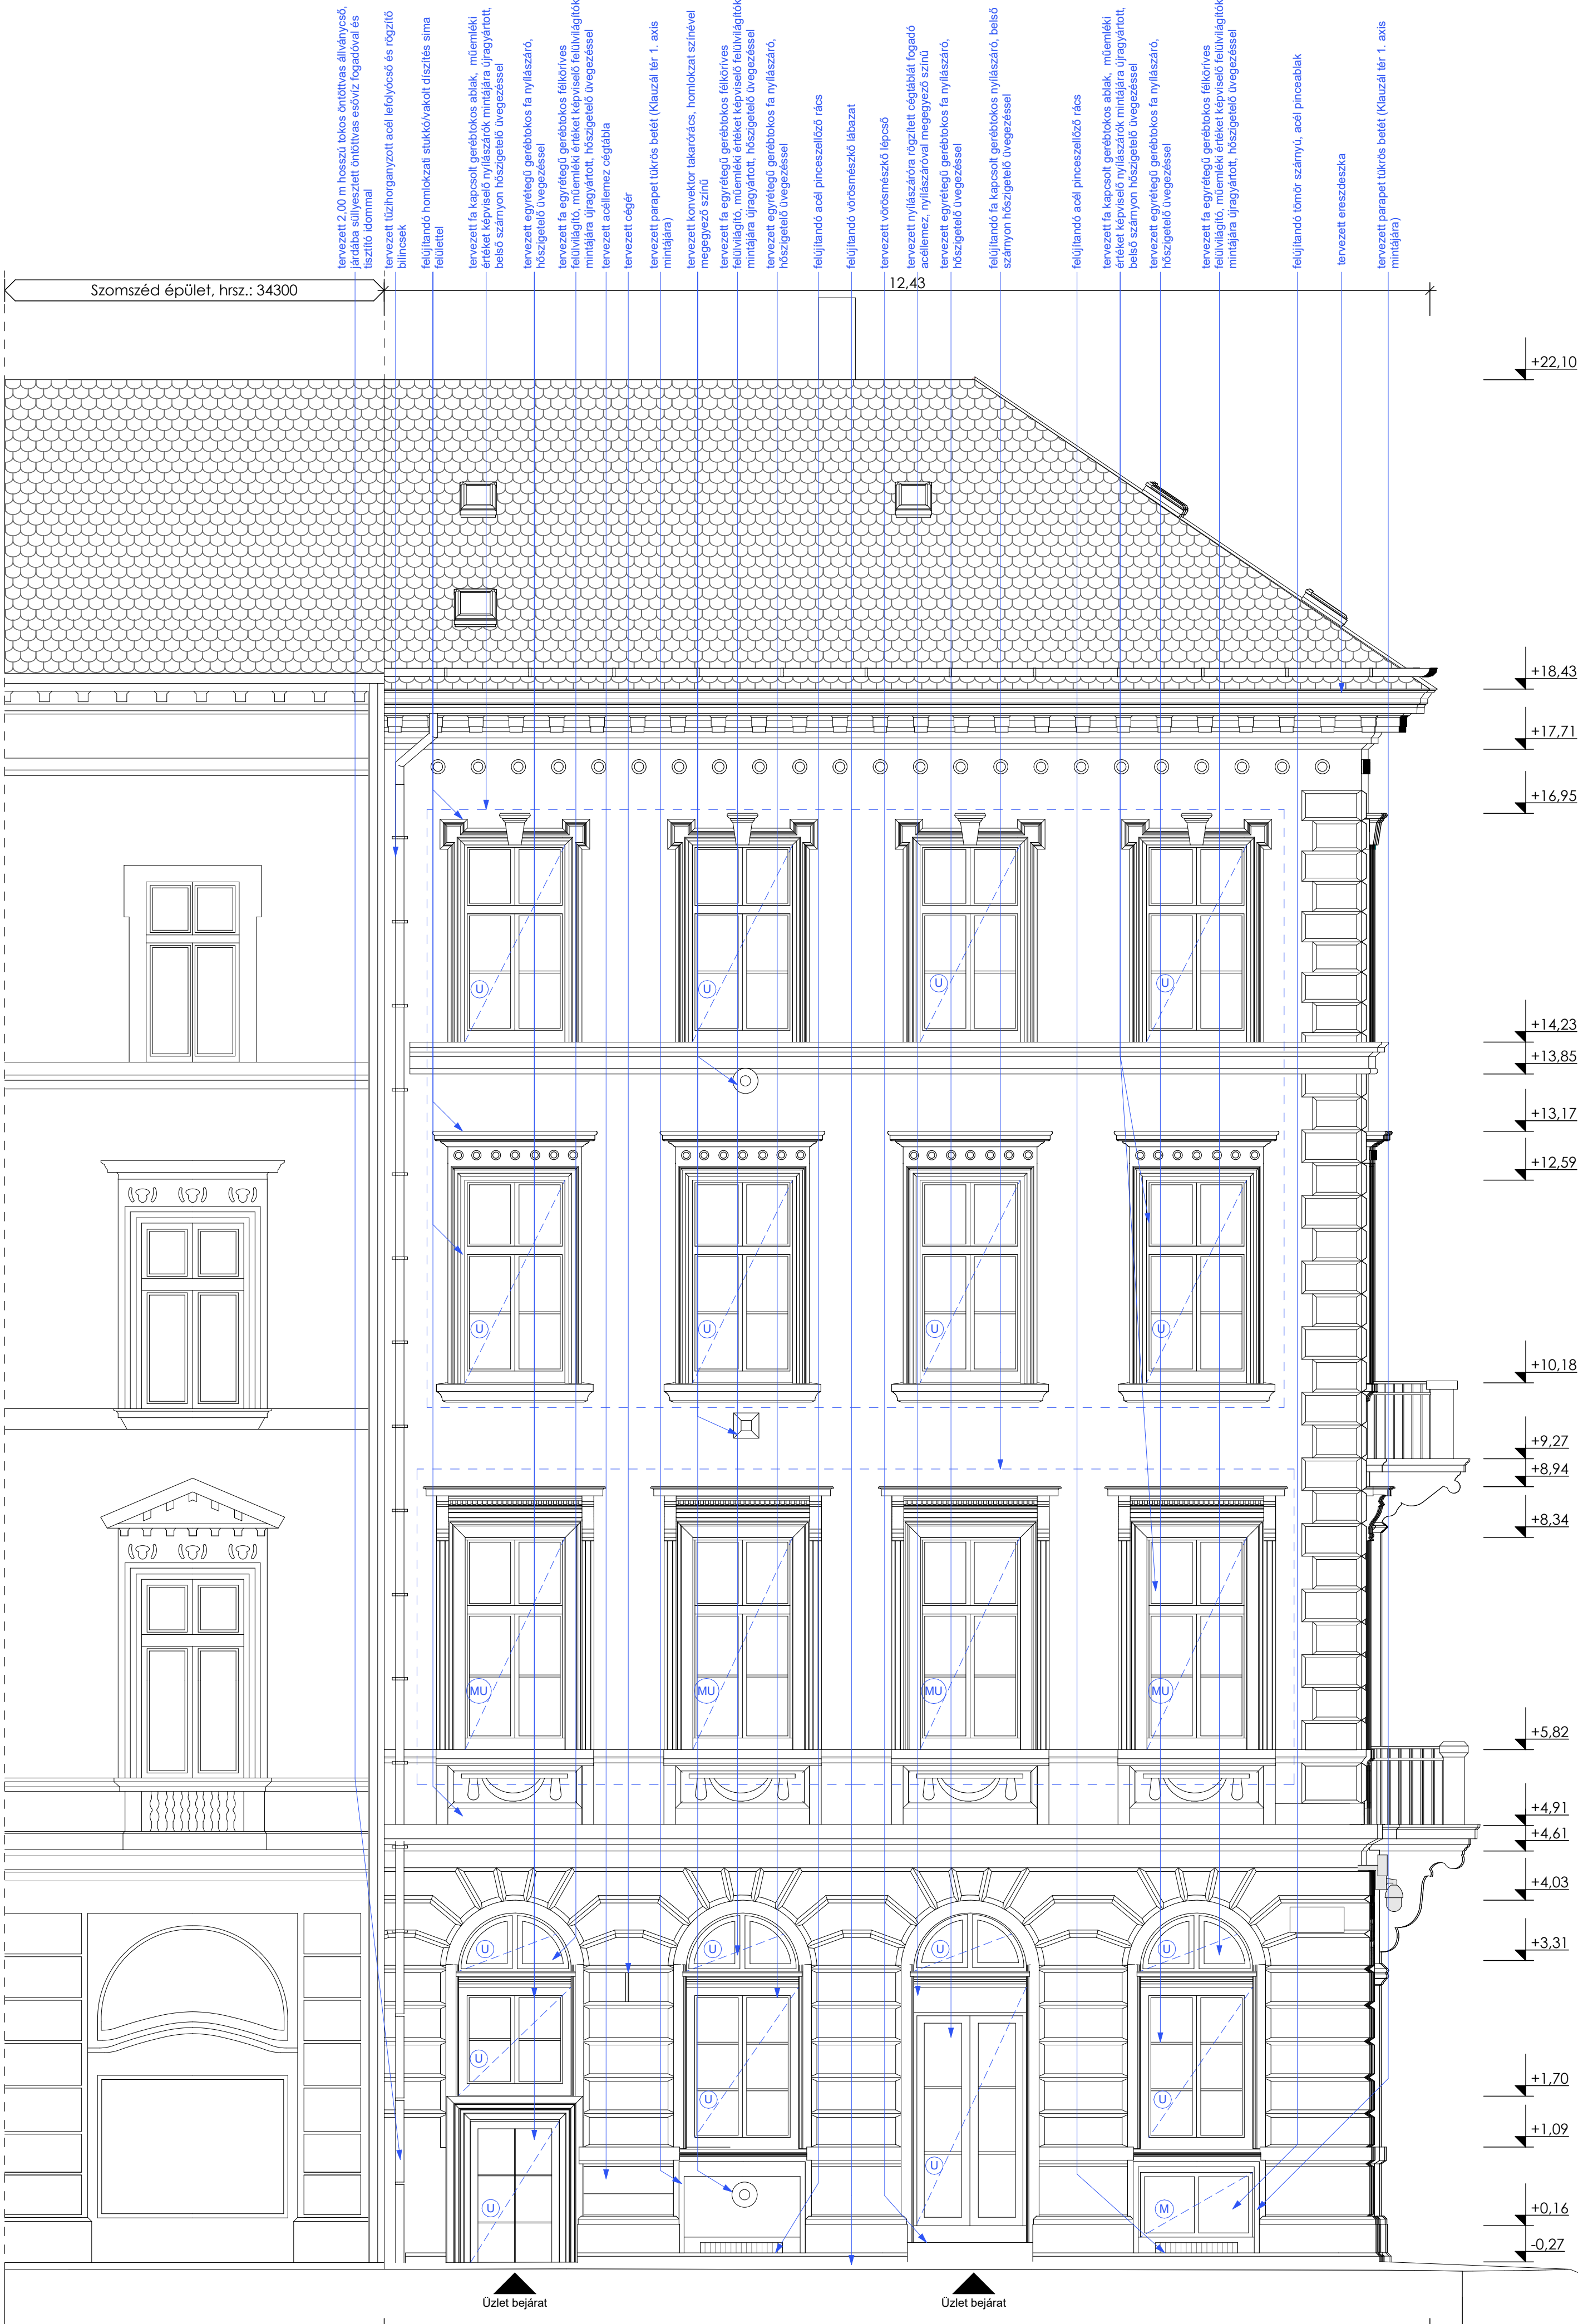 tervezett 2,00 m hosszú tokos öntöttvas állványcső,
járdába süllyesztett öntöttvas esővíz fogadóval és
tisztító idommal
tervezett tűzihorganyzott acél lefolyócső és rögzítő
bilincsek
felújítandó homlokzati stukkó/vakolt díszítés sima
felülettel
tervezett fa kapcsolt gerébtokos ablak, műemléki
értéket képviselő nyílászárók mintájára újragyártott,
belső szárnyon hőszigetelő üvegezéssel
tervezett egyrétegű gerébtokos fa nyílászáró,
hőszigetelő üvegezéssel
tervezett fa egyrétegű gerébtokos félköríves
felülvilágító, műemléki értéket képviselő felülvilágítók
mintájára újragyártott, hőszigetelő üvegezéssel
tervezett acéllemez cégtábla
tervezett cégér
tervezett parapet tükrös betét (Klauzál tér 1. axis
mintájára)
tervezett konvektor takarórács, homlokzat színével
megegyező színű
tervezett fa egyrétegű gerébtokos félköríves
felülvilágító, műemléki értéket képviselő felülvilágítók
mintájára újragyártott, hőszigetelő üvegezéssel
tervezett egyrétegű gerébtokos fa nyílászáró,
hőszigetelő üvegezéssel
felújítandó acél pinceszellőző rács
felújítandó vörösmészkő lábazat
tervezett vörösmészkő lépcső
tervezett nyílászáróra rögzített cégtáblát fogadó
acéllemez, nyílászáróval megegyező színű
tervezett egyrétegű gerébtokos fa nyílászáró,
hőszigetelő üvegezéssel
felújítandó fa kapcsolt gerébtokos nyílászáró, belső
szárnyon hőszigetelő üvegezéssel
felújítandó acél pinceszellőző rács
tervezett fa kapcsolt gerébtokos ablak, műemléki
értéket képviselő nyílászárók mintájára újragyártott,
belső szárnyon hőszigetelő üvegezéssel
tervezett egyrétegű gerébtokos fa nyílászáró,
hőszigetelő üvegezéssel
tervezett fa egyrétegű gerébtokos félköríves
felülvilágító, műemléki értéket képviselő felülvilágítók
mintájára újragyártott, hőszigetelő üvegezéssel
felújítandó tömör szárnyú, acél pinceablak
tervezett ereszdeszka
tervezett parapet tükrös betét (Klauzál tér 1. axis
mintájára)
Szomszéd épület, hrsz.: 34300
12,43
+22,10
+18,43
+17,71
+16,95
U
U
U
U
+14,23
+13,85
+13,17
+12,59
U
U
U
U
+10,18
+9,27
+8,94
+8,34
MU
MU
MU
MU
+5,82
+4,91
+4,61
+4,03
U
U
U
U
+3,31
U
U
U
+1,70
+1,09
U
U
M
+0,16
-0,27
Üzlet bejárat
Üzlet bejárat